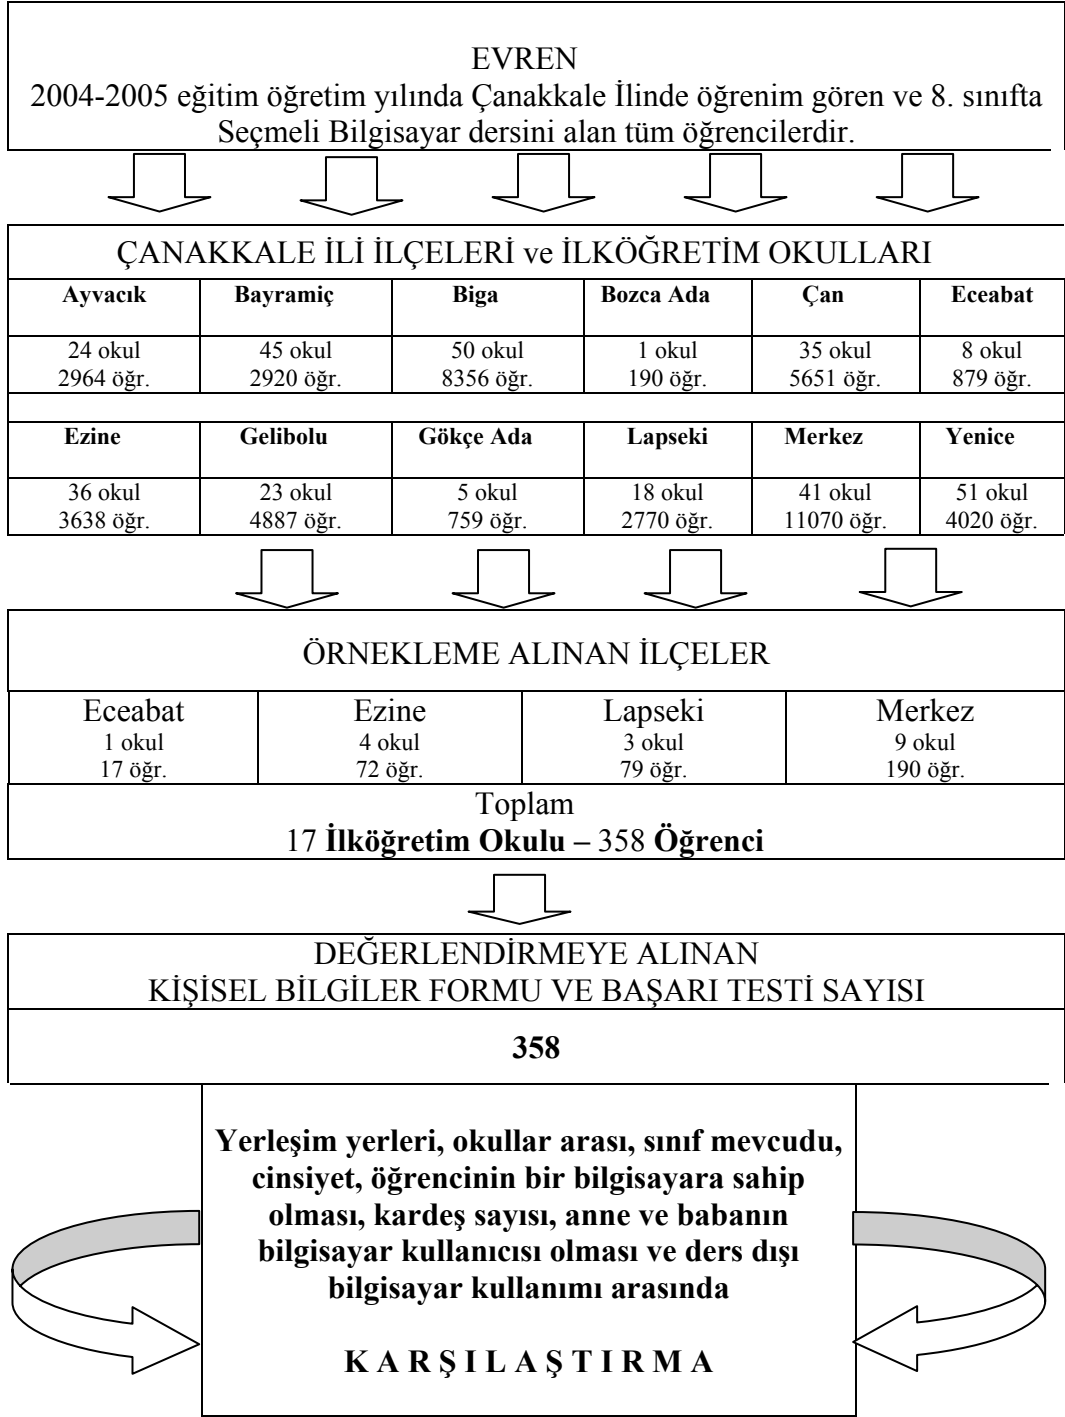 EVREN
2004-2005 eğitim öğretim yılında Çanakkale İlinde öğrenim gören ve 8. sınıfta
Seçmeli Bilgisayar dersini alan tüm öğrencilerdir.
ÇANAKKALE İLİ İLÇELERİ ve İLKÖĞRETİM OKULLARI
Ayvacık Bayramiç Biga Bozca Ada Çan Eceabat
24 okul 45 okul 50 okul 1 okul 35 okul 8 okul
2964 öğr. 2920 öğr. 8356 öğr. 190 öğr. 5651 öğr. 879 öğr.
Ezine Gelibolu Gökçe Ada Lapseki Merkez Yenice
36 okul 23 okul 5 okul 18 okul 41 okul 51 okul
3638 öğr. 4887 öğr. 759 öğr. 2770 öğr. 11070 öğr. 4020 öğr.
ÖRNEKLEME ALINAN İLÇELER
Eceabat Ezine Lapseki Merkez
1 okul 4 okul 3 okul 9 okul
17 öğr. 72 öğr. 79 öğr. 190 öğr.
Toplam
17 İlköğretim Okulu – 358 Öğrenci
DEĞERLENDİRMEYE ALINAN
KİŞİSEL BİLGİLER FORMU VE BAŞARI TESTİ SAYISI
358
Yerleşim yerleri, okullar arası, sınıf mevcudu,
cinsiyet, öğrencinin bir bilgisayara sahip
olması, kardeş sayısı, anne ve babanın
bilgisayar kullanıcısı olması ve ders dışı
bilgisayar kullanımı arasında
K A R Ş I L A Ş T I R M A